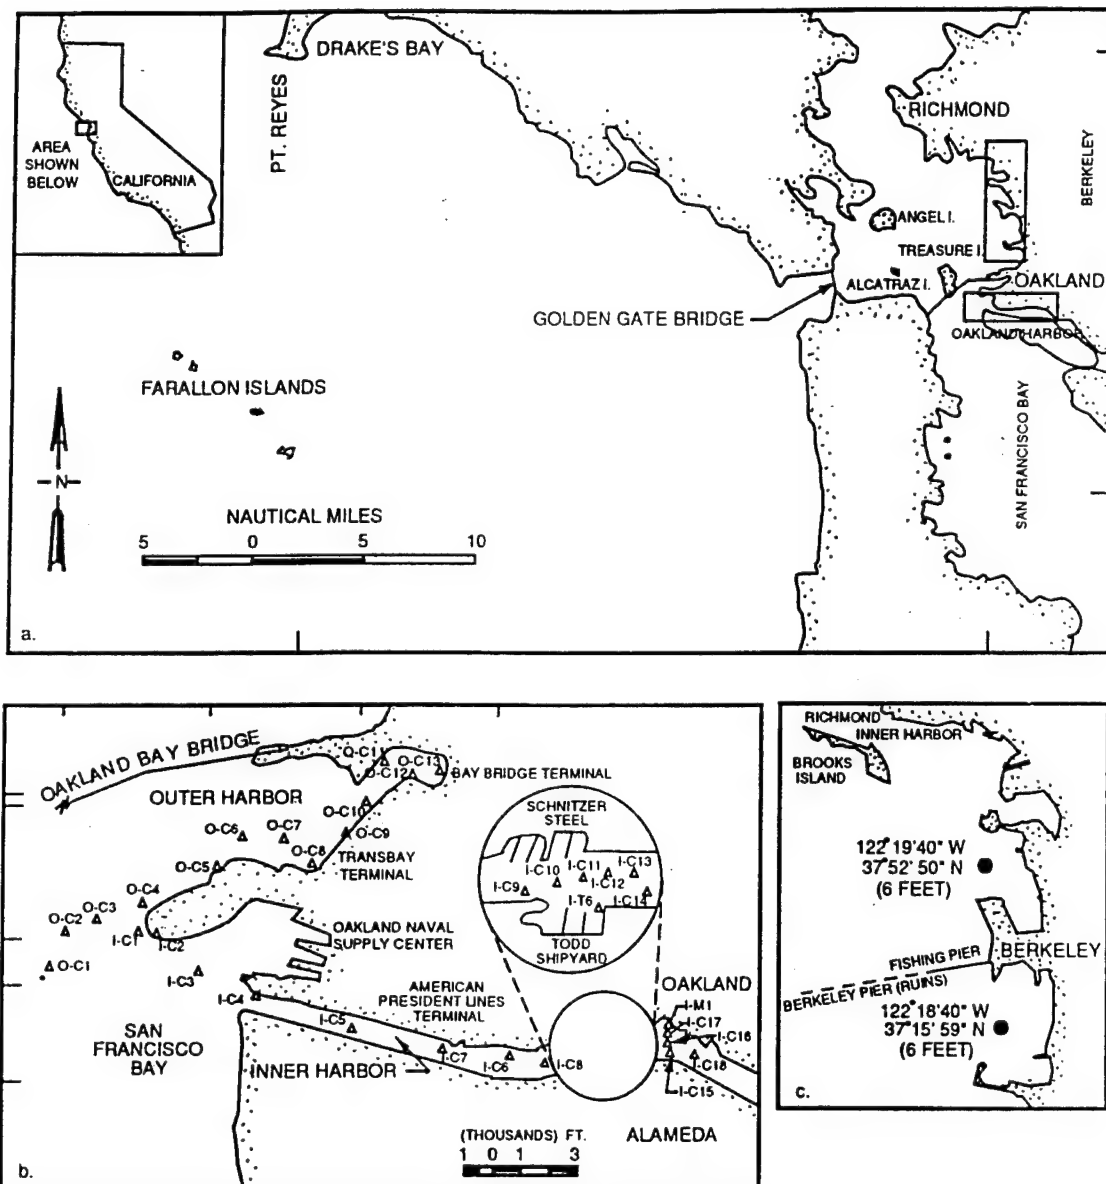 DRAKE'S BAY
PT. REYES
RICHMOND
BERKELEY
AREA
SHOWN
BELOW
CALIFORNIA
ANGEL I.
TREASURE I.
ALCATRAZ I.
OAKLAND
GOLDEN GATE BRIDGE
OAKLAND HARBOR
FARALLON ISLANDS
SAN FRANCISCO BAY
N
NAUTICAL MILES
5 0 5 10
a.
OAKLAND BAY BRIDGE
O-C11
O-C13
O-C12
BAY BRIDGE TERMINAL
OUTER HARBOR
O-C10
O-C6
O-C7
O-C9
O-C8
O-C5
TRANSBAY
TERMINAL
O-C4
O-C3
O-C2
I-C1
I-C2
O-C1
I-C3
OAKLAND NAVAL
SUPPLY CENTER
I-C4
AMERICAN
PRESIDENT LINES
TERMINAL
SAN
FRANCISCO
BAY
I-C5
I-C7
I-C6
I-C8
INNER HARBOR
SCHNITZER
STEEL
I-C11
I-C13
I-C10
I-C12
I-C9
I-T6
I-C14
TODD
SHIPYARD
OAKLAND
I-M1
I-C17
I-C16
I-C18
I-C15
ALAMEDA
(THOUSANDS) FT.
1 0 1 3
b.
RICHMOND
INNER HARBOR
BROOKS
ISLAND
122° 19'40" W
37°52' 50" N
(6 FEET)
FISHING PIER
BERKELEY
BERKELEY PIER (RUINS)
122° 18'40" W
37°15' 59" N
(6 FEET)
c.